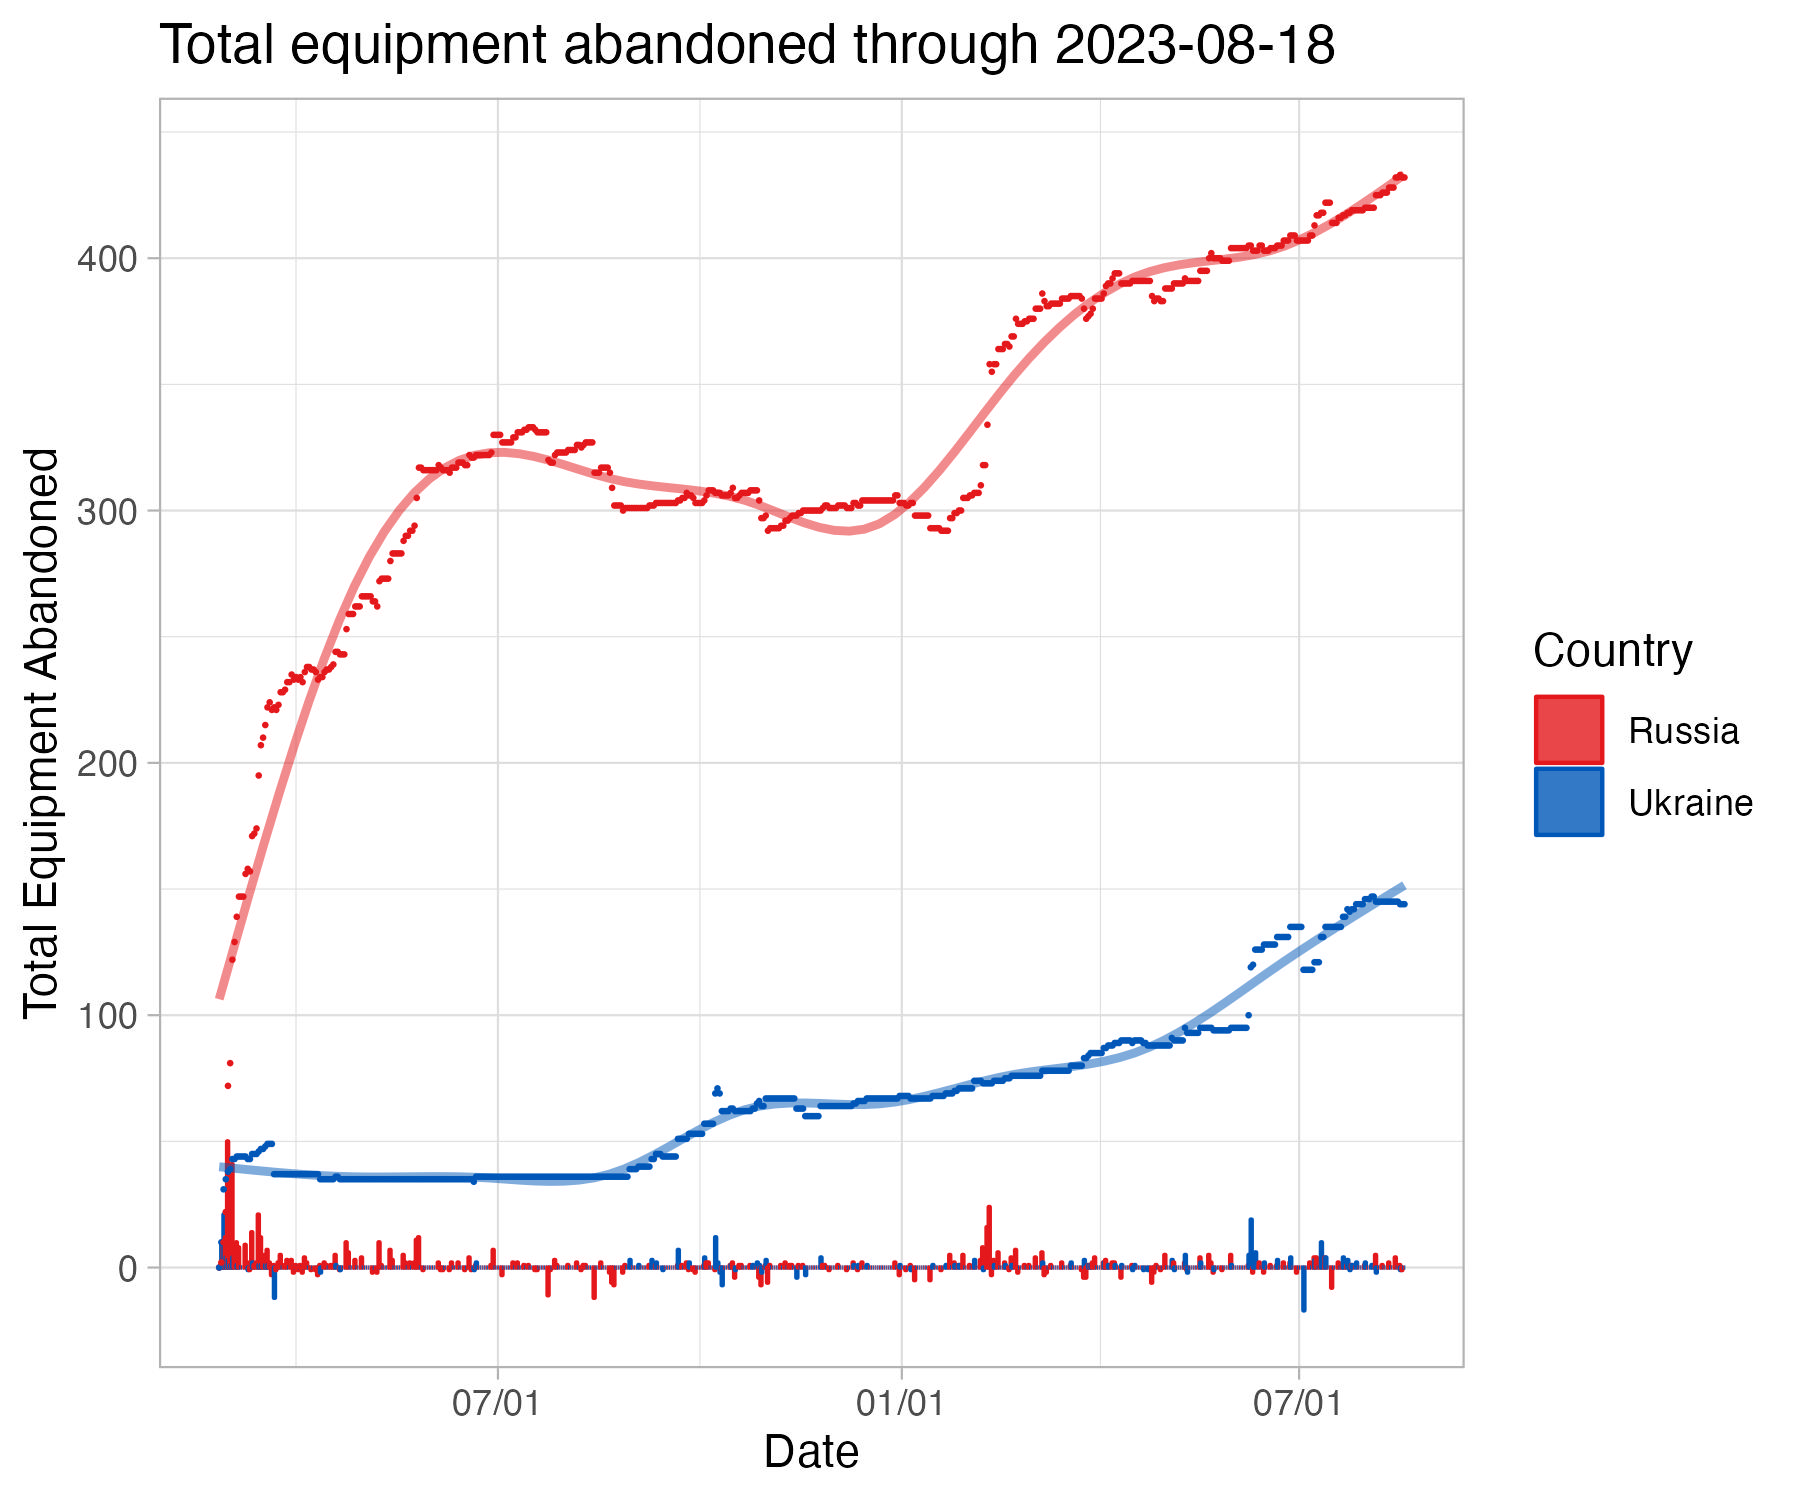 Total equipment abandoned through 2023-08-18
Total Equipment Abandoned
400
300
200
100
0
07/01
01/01
07/01
Date
Country
Russia
Ukraine